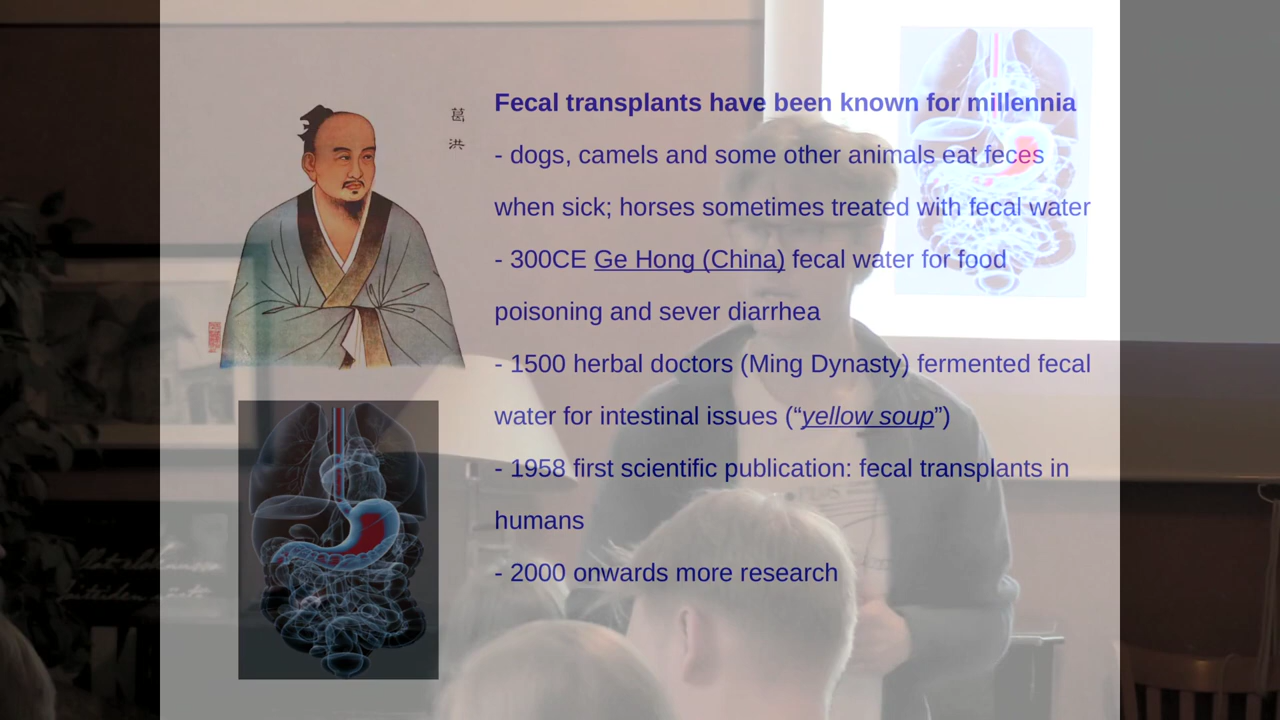 葛
洪
Fecal transplants have been known for millennia
- dogs, camels and some other animals eat feces
when sick; horses sometimes treated with fecal water
- 300CE Ge Hong (China) fecal water for food
poisoning and sever diarrhea
- 1500 herbal doctors (Ming Dynasty) fermented fecal
water for intestinal issues (“yellow soup”)
- 1958 first scientific publication: fecal transplants in
humans
- 2000 onwards more research